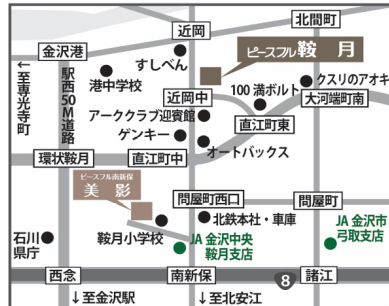 北間町
近岡
金沢港
すしべん
ピースフル 鞍月
←至専光寺町
駅西50M道路
港中学校
クスリのアオキ
近岡中
100満ボルト
大河端町南
アーククラブ迎賓館
直江町東
ゲンキー
オートバックス
環状鞍月
直江町中
ピースフル南新保
美影
問屋町西口
問屋町
北鉄本社・車庫
鞍月小学校
石川
県庁
JA 金沢中央
鞍月支店
JA 金沢市
弓取支店
西念
南新保
8
諸江
↓至金沢駅
↓至北安江